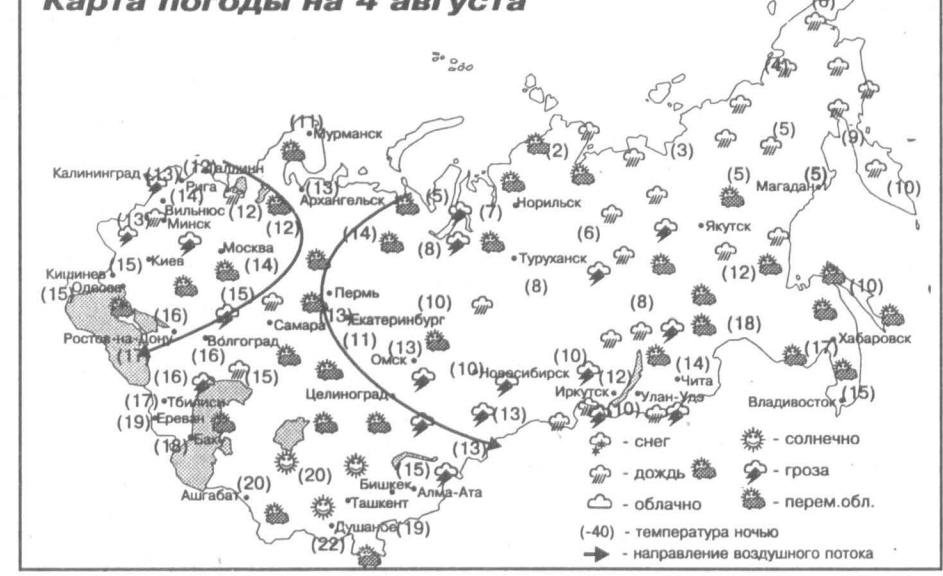 Карта погоды на 4 августа
(6)
(4)
(11)
Мурманск
(5)
(9)
(2)
(3)
(12)
Таллинн
Калининград
(13)
Рига
(14)
(13)
Архангельск
(5)
(5)
Магадан
(5)
(10)
Вильнюс
(12)
(7)
Норильск
(13)
Минск
(12)
(14)
(6)
Якутск
Москва
(8)
(15)
Киев
(14)
Туруханск
(12)
Кишинев
Одесса
(15)
(15)
Пермь
(10)
(8)
(8)
(10)
(16)
Самара
(13)
Екатеринбург
(18)
Ростов-на-Дону
Волгоград
(11)
(13)
(17)
Хабаровск
(17)
(16)
Омск
(10)
(14)
(16)
(15)
(10)
Новосибирск
(12)
Чита
Целиноград
Иркутск
Улан-Удэ
(15)
(17)
Тбилиси
(13)
(10)
Владивосток
(19)
Ереван
(18)
Баку
(13)
- снег
- солнечно
(20)
(15)
- дождь
- гроза
Ашгабат
(20)
Бишкек
Алма-Ата
Ташкент
- облачно
- перем.обл.
Душанбе
(19)
(-40) - температура ночью
(22)
- направление воздушного потока